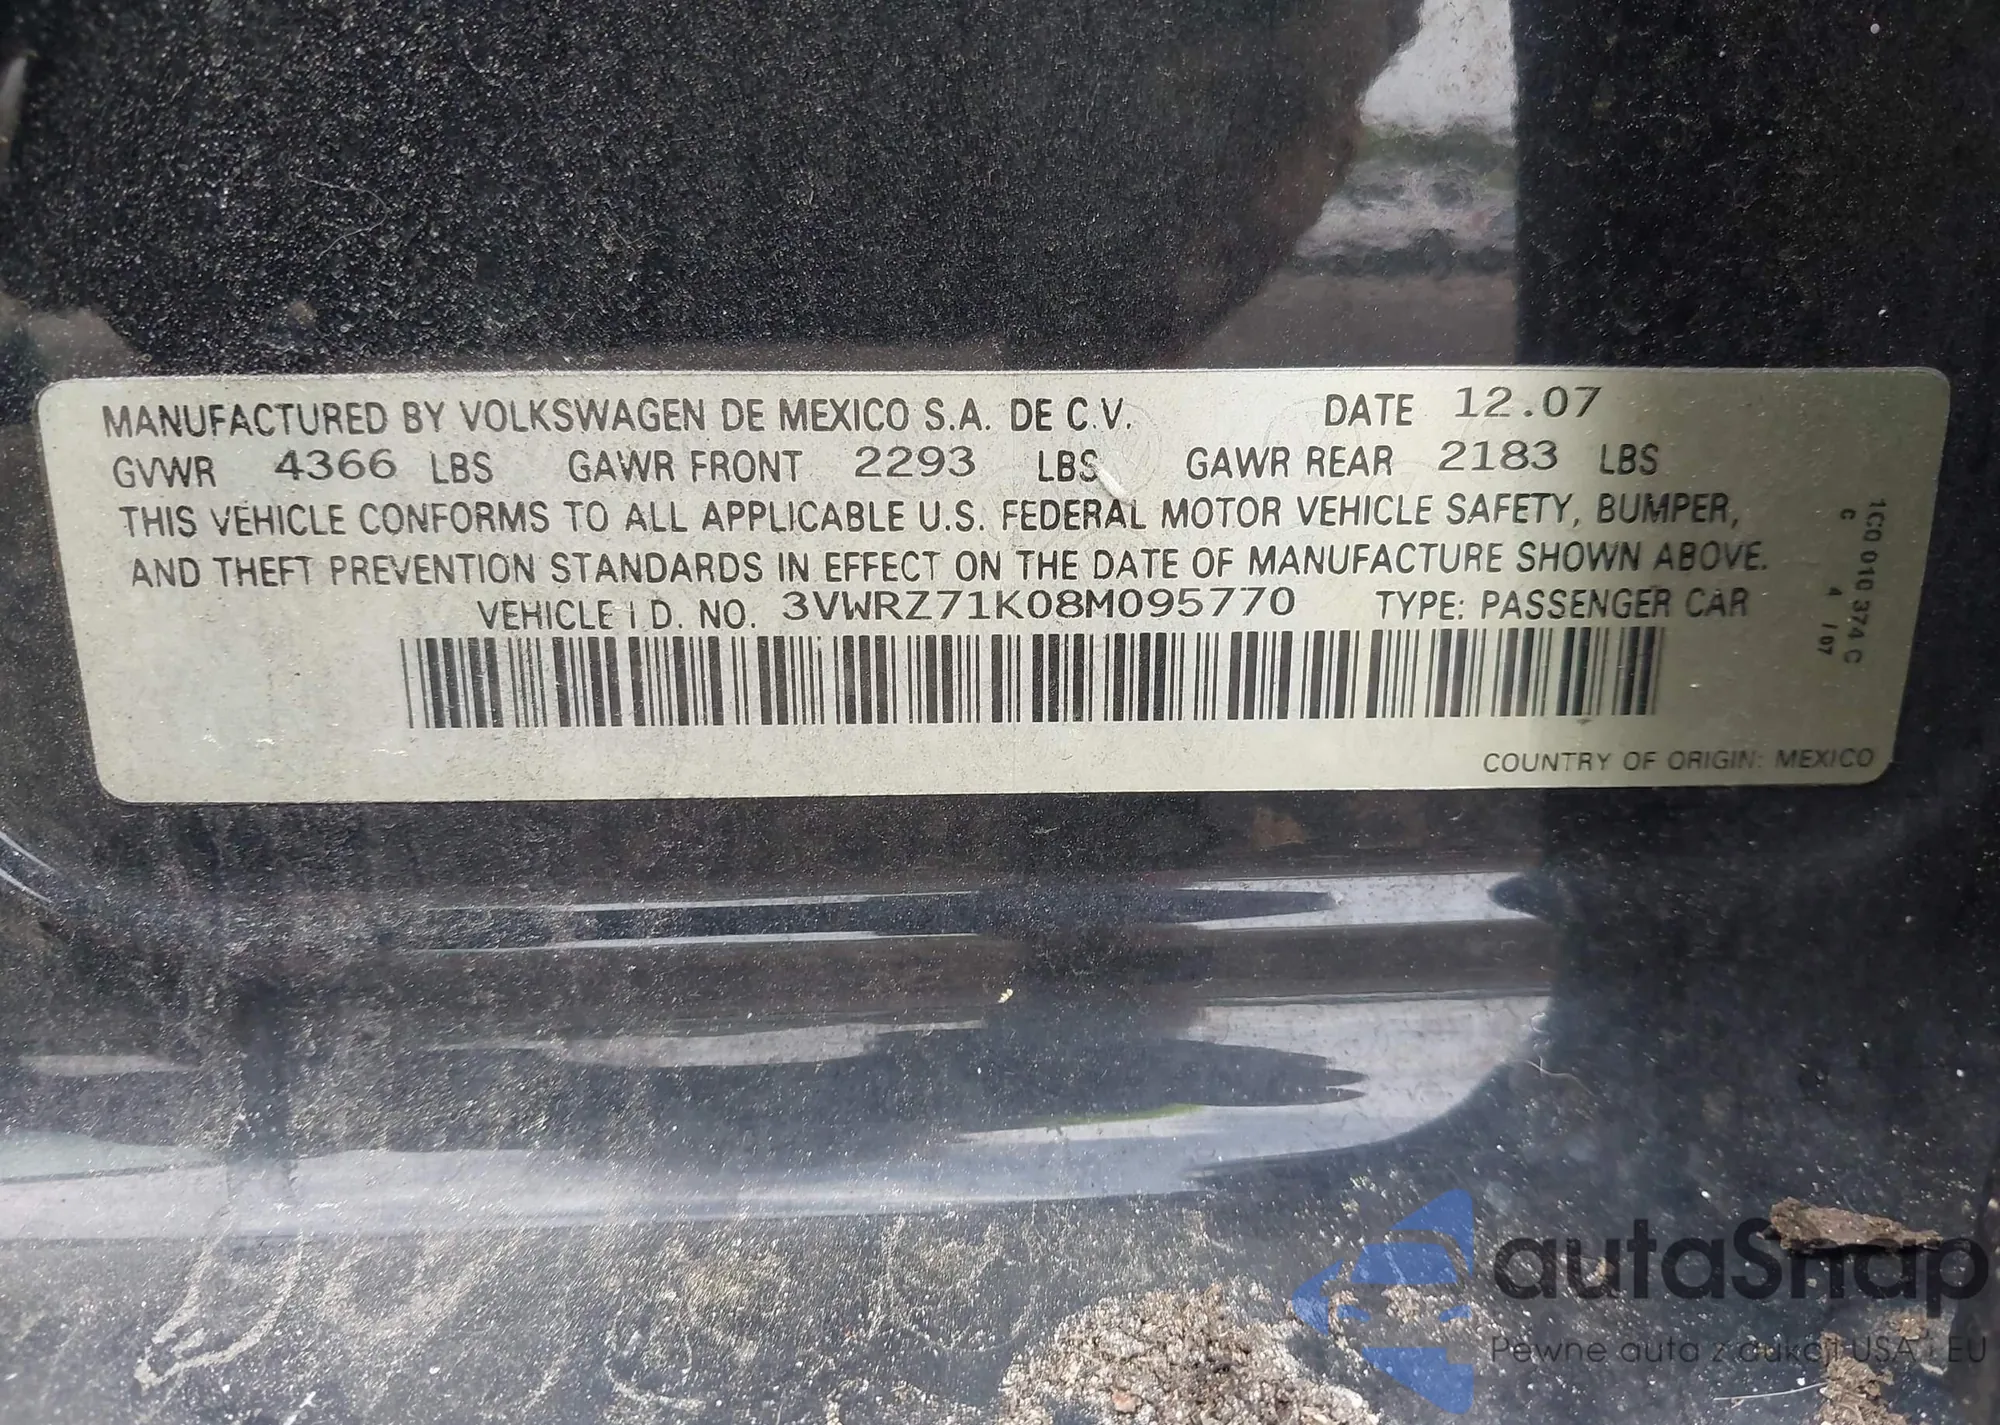 MANUFACTURED BY VOLKSWAGEN DE MEXICO S.A. DE C.V. DATE 12.07
GVWR 4366 LBS GAWR FRONT 2293 LBS GAWR REAR 2183 LBS
THIS VEHICLE CONFORMS TO ALL APPLICABLE U.S. FEDERAL MOTOR VEHICLE SAFETY, BUMPER,
AND THEFT PREVENTION STANDARDS IN EFFECT ON THE DATE OF MANUFACTURE SHOWN ABOVE.
VEHICLE I.D. NO. 3VWRZ71K08M095770 TYPE: PASSENGER CAR
COUNTRY OF ORIGIN: MEXICO
1C0 010 374 C
C 4 /07
autaSnap
Pewne auta z aukcji USA i EU